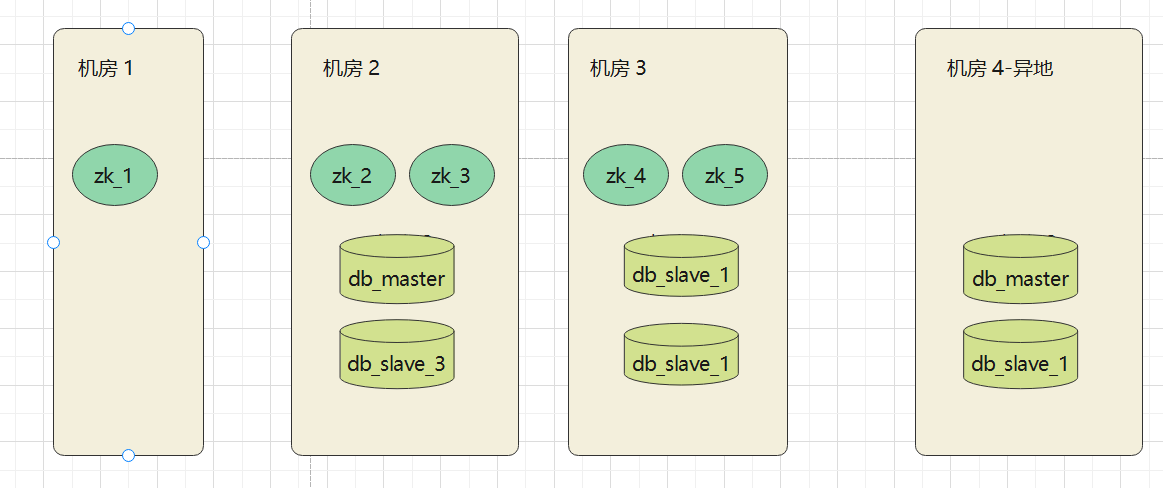 机房 1
机房 2
机房 3
机房 4-异地
zk_1
zk_2
zk_3
zk_4
zk_5
db_master
db_slave_1
db_master
db_slave_3
db_slave_1
db_slave_1